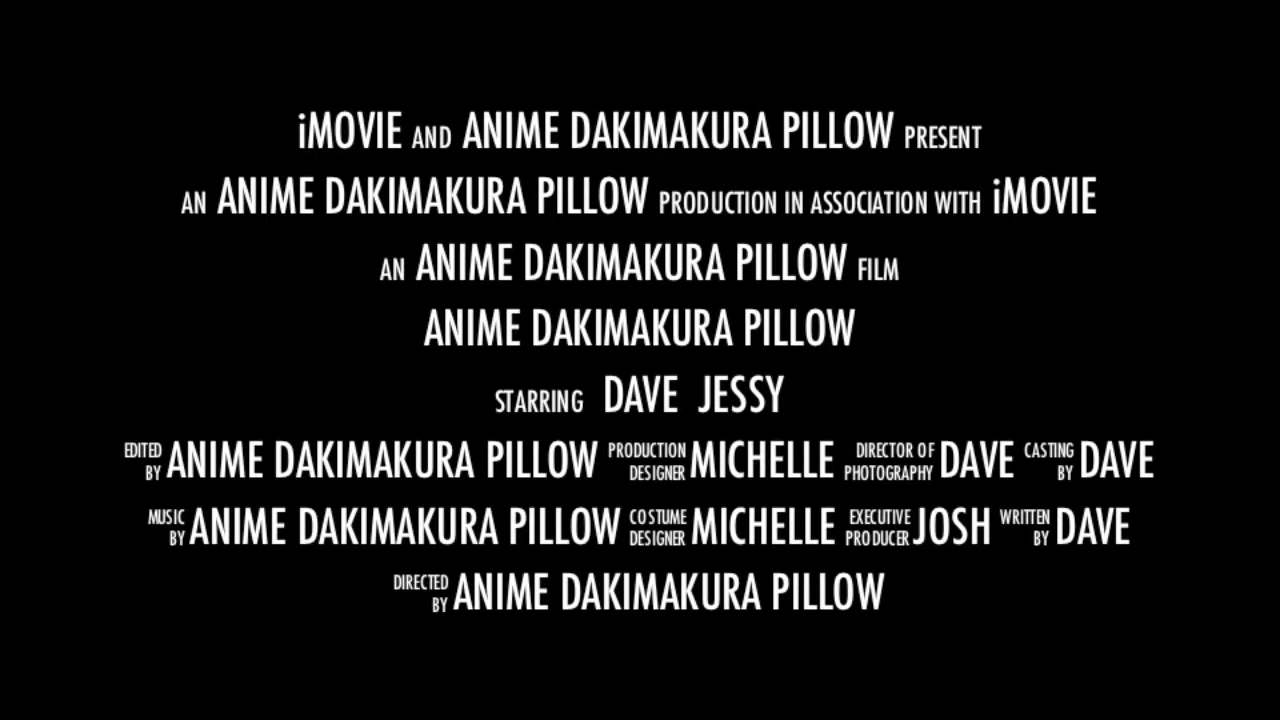 iMOVIE AND ANIME DAKIMAKURA PILLOW PRESENT
AN ANIME DAKIMAKURA PILLOW PRODUCTION IN ASSOCIATION WITH iMOVIE
AN ANIME DAKIMAKURA PILLOW FILM
ANIME DAKIMAKURA PILLOW
STARRING DAVE JESSY
EDITED BY ANIME DAKIMAKURA PILLOW PRODUCTION DESIGNER MICHELLE DIRECTOR OF PHOTOGRAPHY DAVE CASTING BY DAVE
MUSIC BY ANIME DAKIMAKURA PILLOW COSTUME DESIGNER MICHELLE EXECUTIVE PRODUCER JOSH WRITTEN BY DAVE
DIRECTED BY ANIME DAKIMAKURA PILLOW